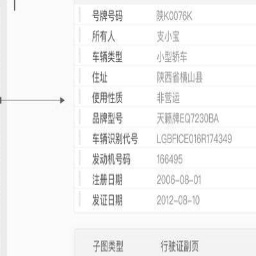 号牌号码 陕K0076K
所有人 支小宝
车辆类型 小型轿车
住址 陕西省横山县
使用性质 非营运
品牌型号 天籁牌EQ7230BA
车辆识别代号 LGBFICE016R174349
发动机号码 166495
注册日期 2006-08-01
发证日期 2012-08-10
子图类型 行驶证副页